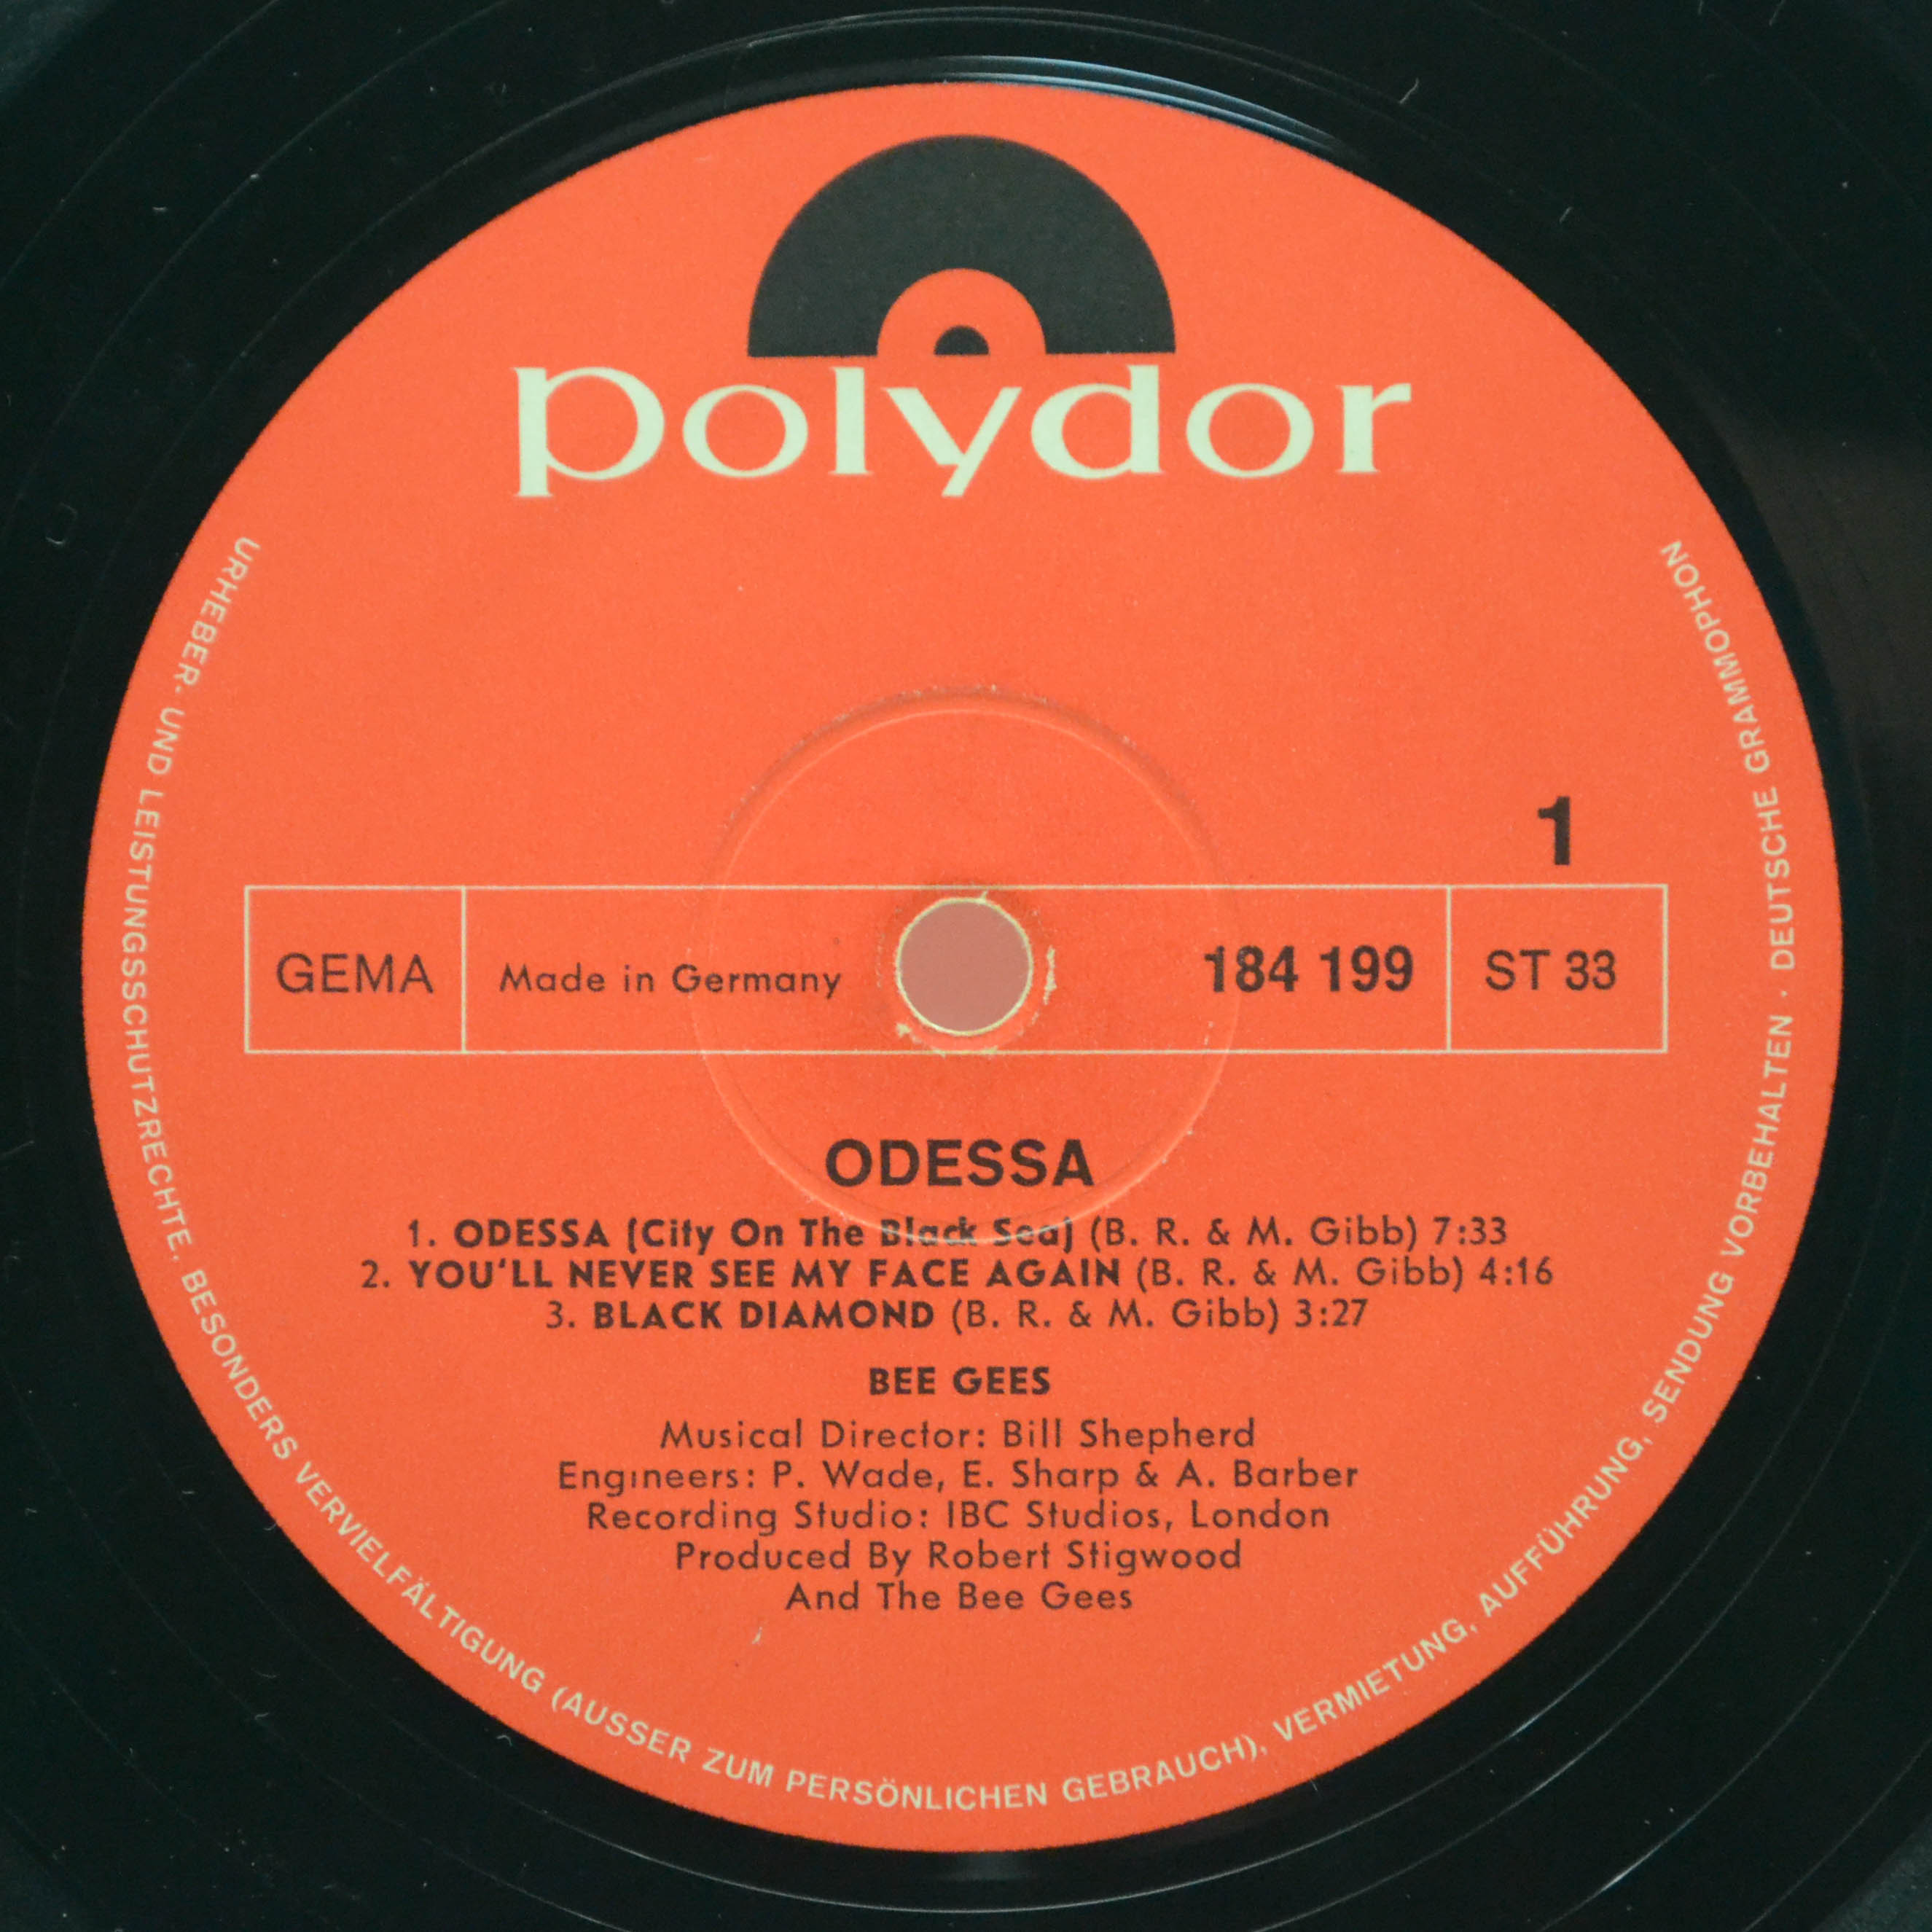 polydor
1
GEMA
Made in Germany
184 199
ST 33
ODESSA
1. ODESSA (City On The Black Sea) (B. R. & M. Gibb) 7:33
2. YOU'LL NEVER SEE MY FACE AGAIN (B. R. & M. Gibb) 4:16
3. BLACK DIAMOND (B. R. & M. Gibb) 3:27
BEE GEES
Musical Director: Bill Shepherd
Engineers: P. Wade, E. Sharp & A. Barber
Recording Studio: IBC Studios, London
Produced By Robert Stigwood
And The Bee Gees
URHEBER- UND LEISTUNGSSCHUTZRECHTE, BESONDERS VERVIELFÄLTIGUNG (AUSSER ZUM PERSÖNLICHEN GEBRAUCH), VERMIETUNG, AUFFÜHRUNG, SENDUNG VORBEHALTEN · DEUTSCHE GRAMMOPHON